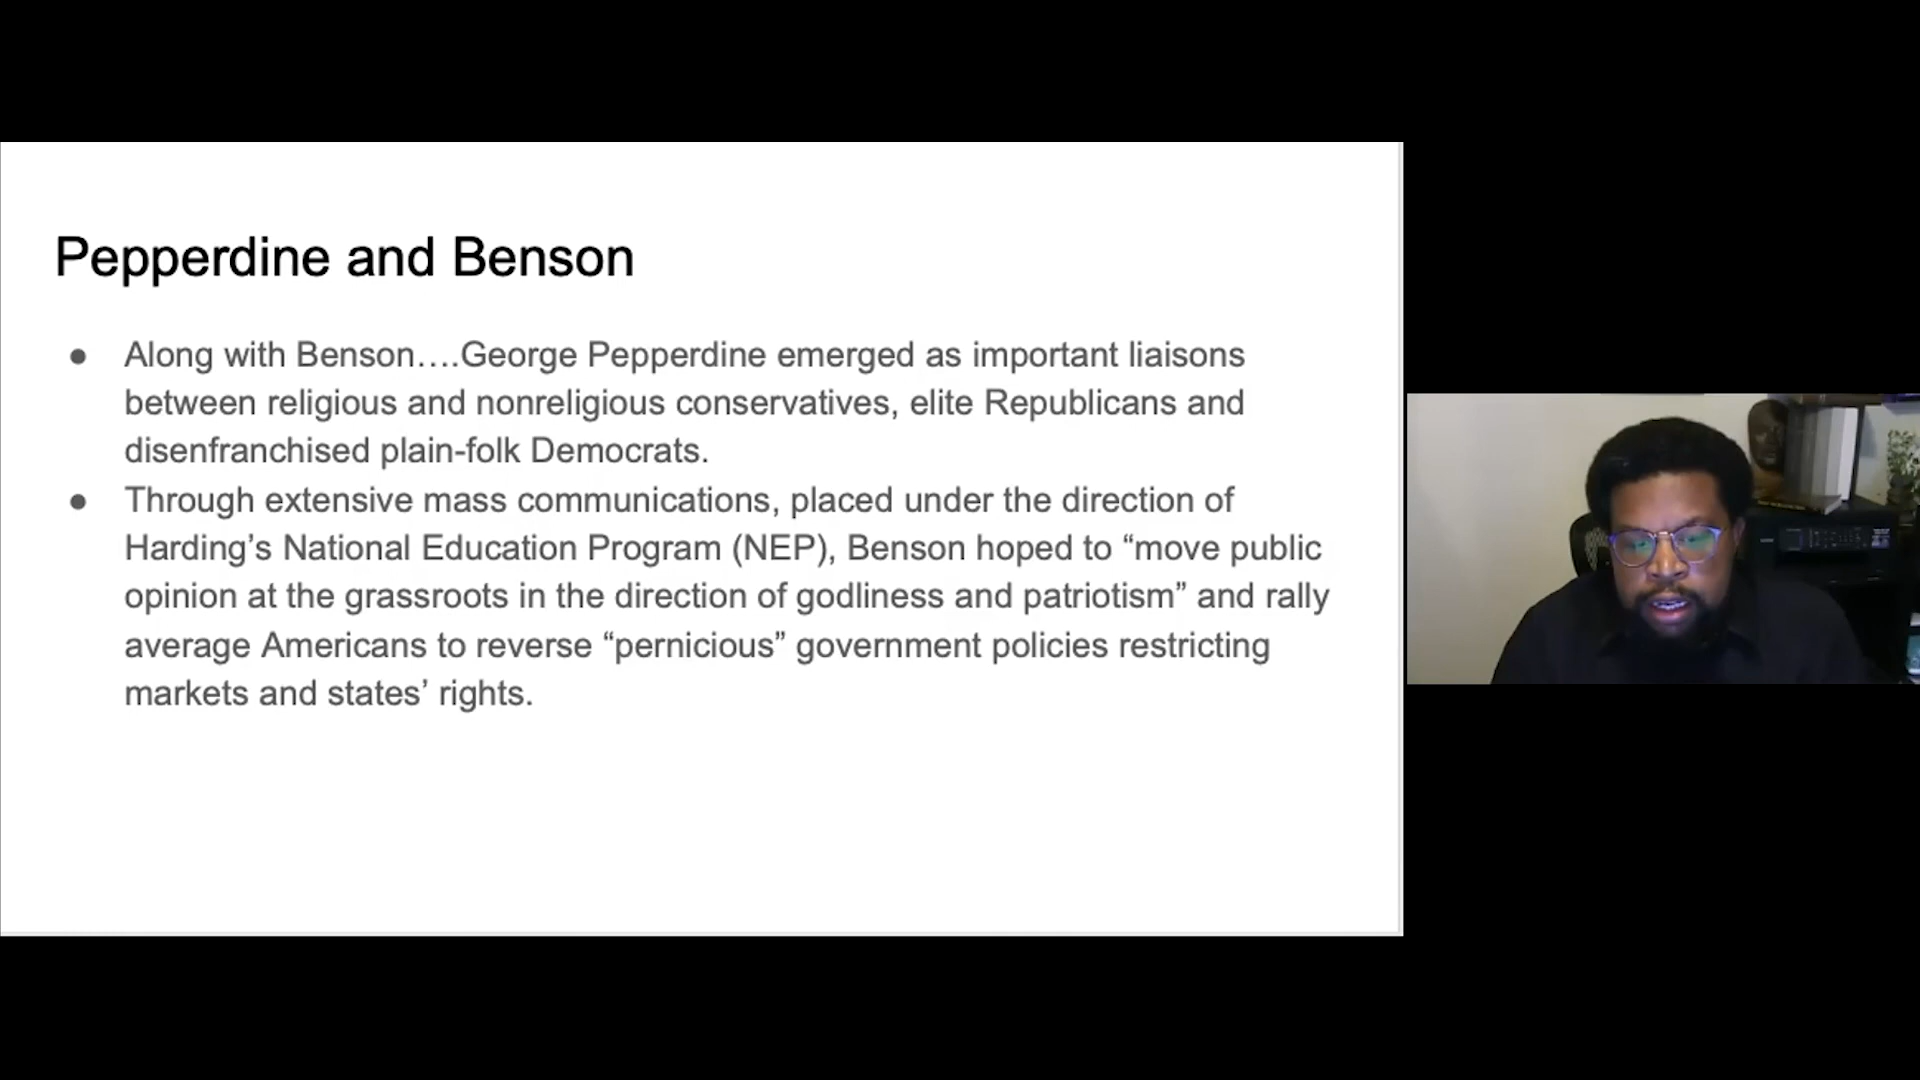 Pepperdine and Benson
● Along with Benson….George Pepperdine emerged as important liaisons
between religious and nonreligious conservatives, elite Republicans and
disenfranchised plain-folk Democrats.
● Through extensive mass communications, placed under the direction of
Harding’s National Education Program (NEP), Benson hoped to “move public
opinion at the grassroots in the direction of godliness and patriotism” and rally
average Americans to reverse “pernicious” government policies restricting
markets and states’ rights.